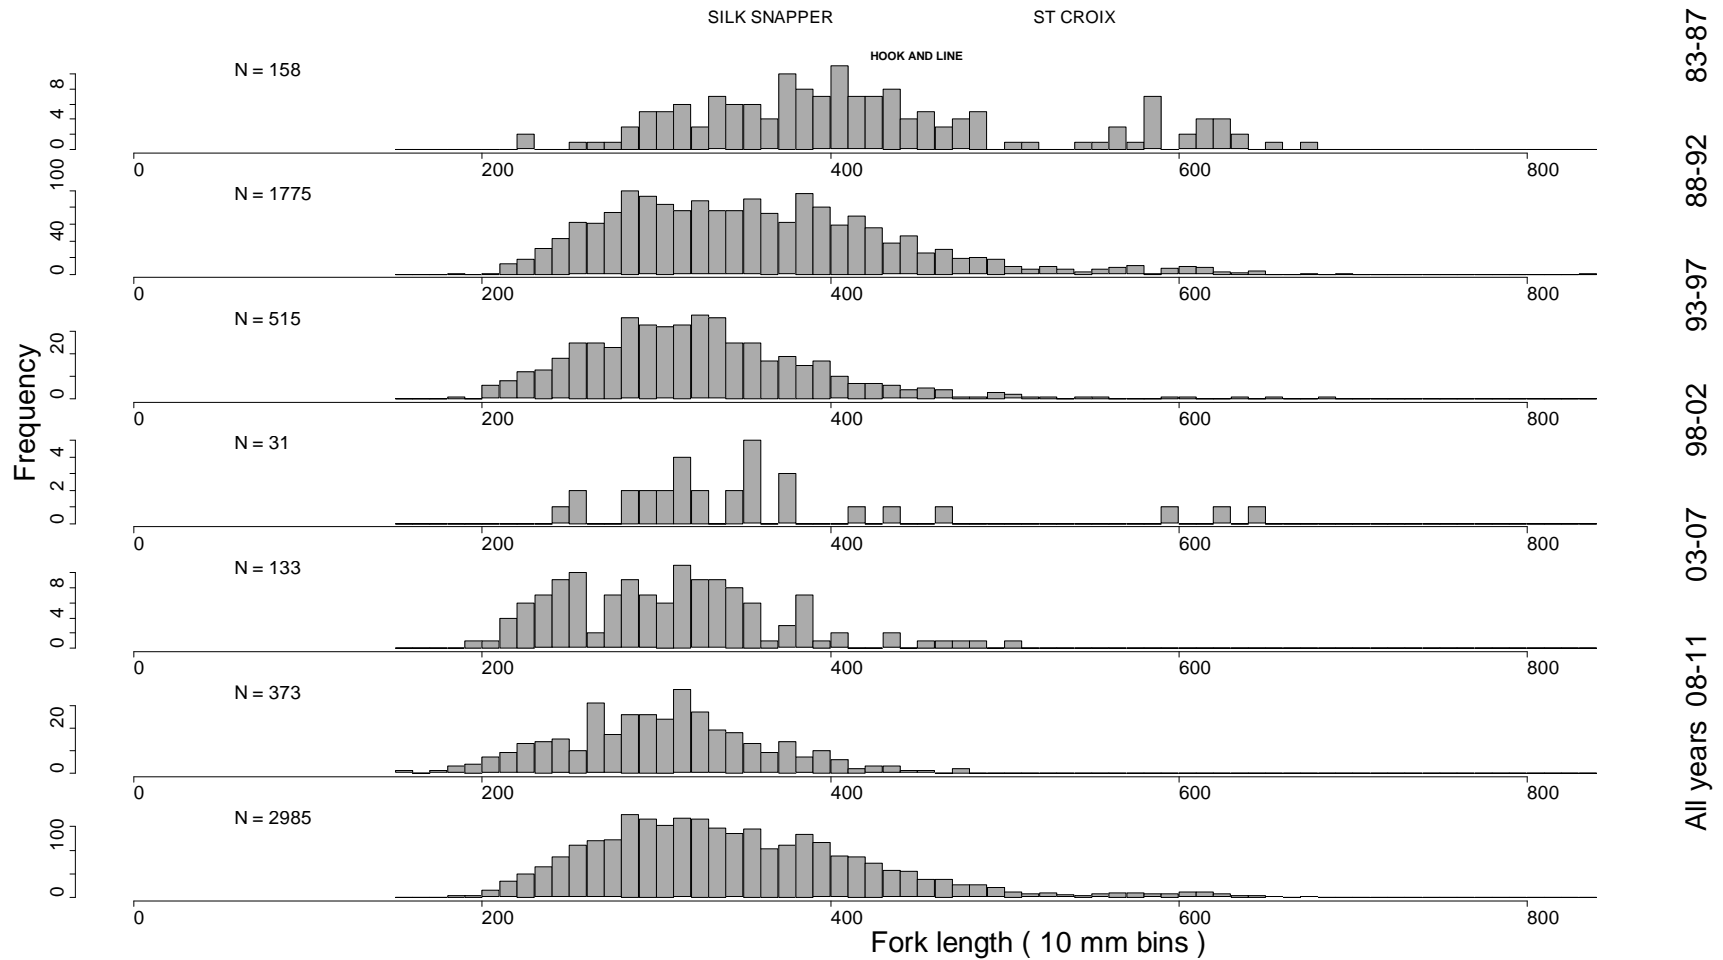 SILK SNAPPER ST CROIX
HOOK AND LINE
N = 158
0 4 8
0 200 400 600 800
N = 1775
0 40 100
0 200 400 600 800
N = 515
0 20
0 200 400 600 800
N = 31
0 2 4
0 200 400 600 800
N = 133
0 4 8
0 200 400 600 800
N = 373
0 20
0 200 400 600 800
N = 2985
0 100
0 200 400 600 800
Frequency
Fork length ( 10 mm bins )
All years 08-11 03-07 98-02 93-97 88-92 83-87